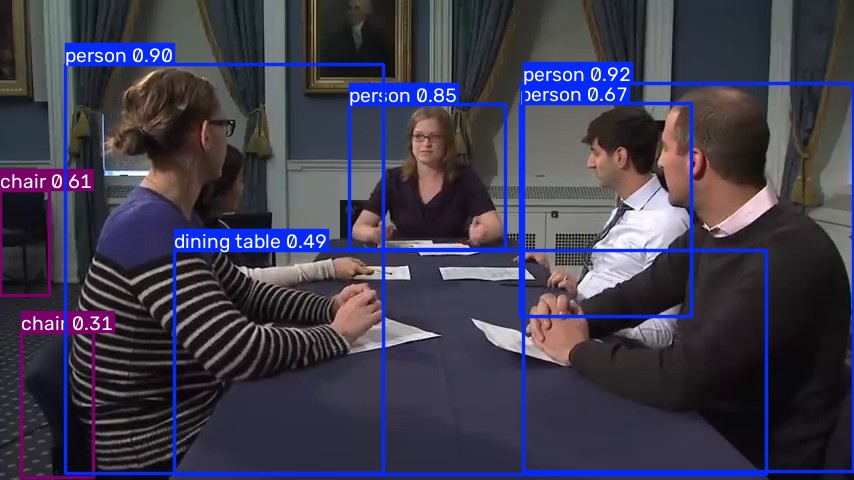 person 0.90
person 0.92
person 0.85
person 0.67
chair 0.61
dining table 0.49
chair 0.31